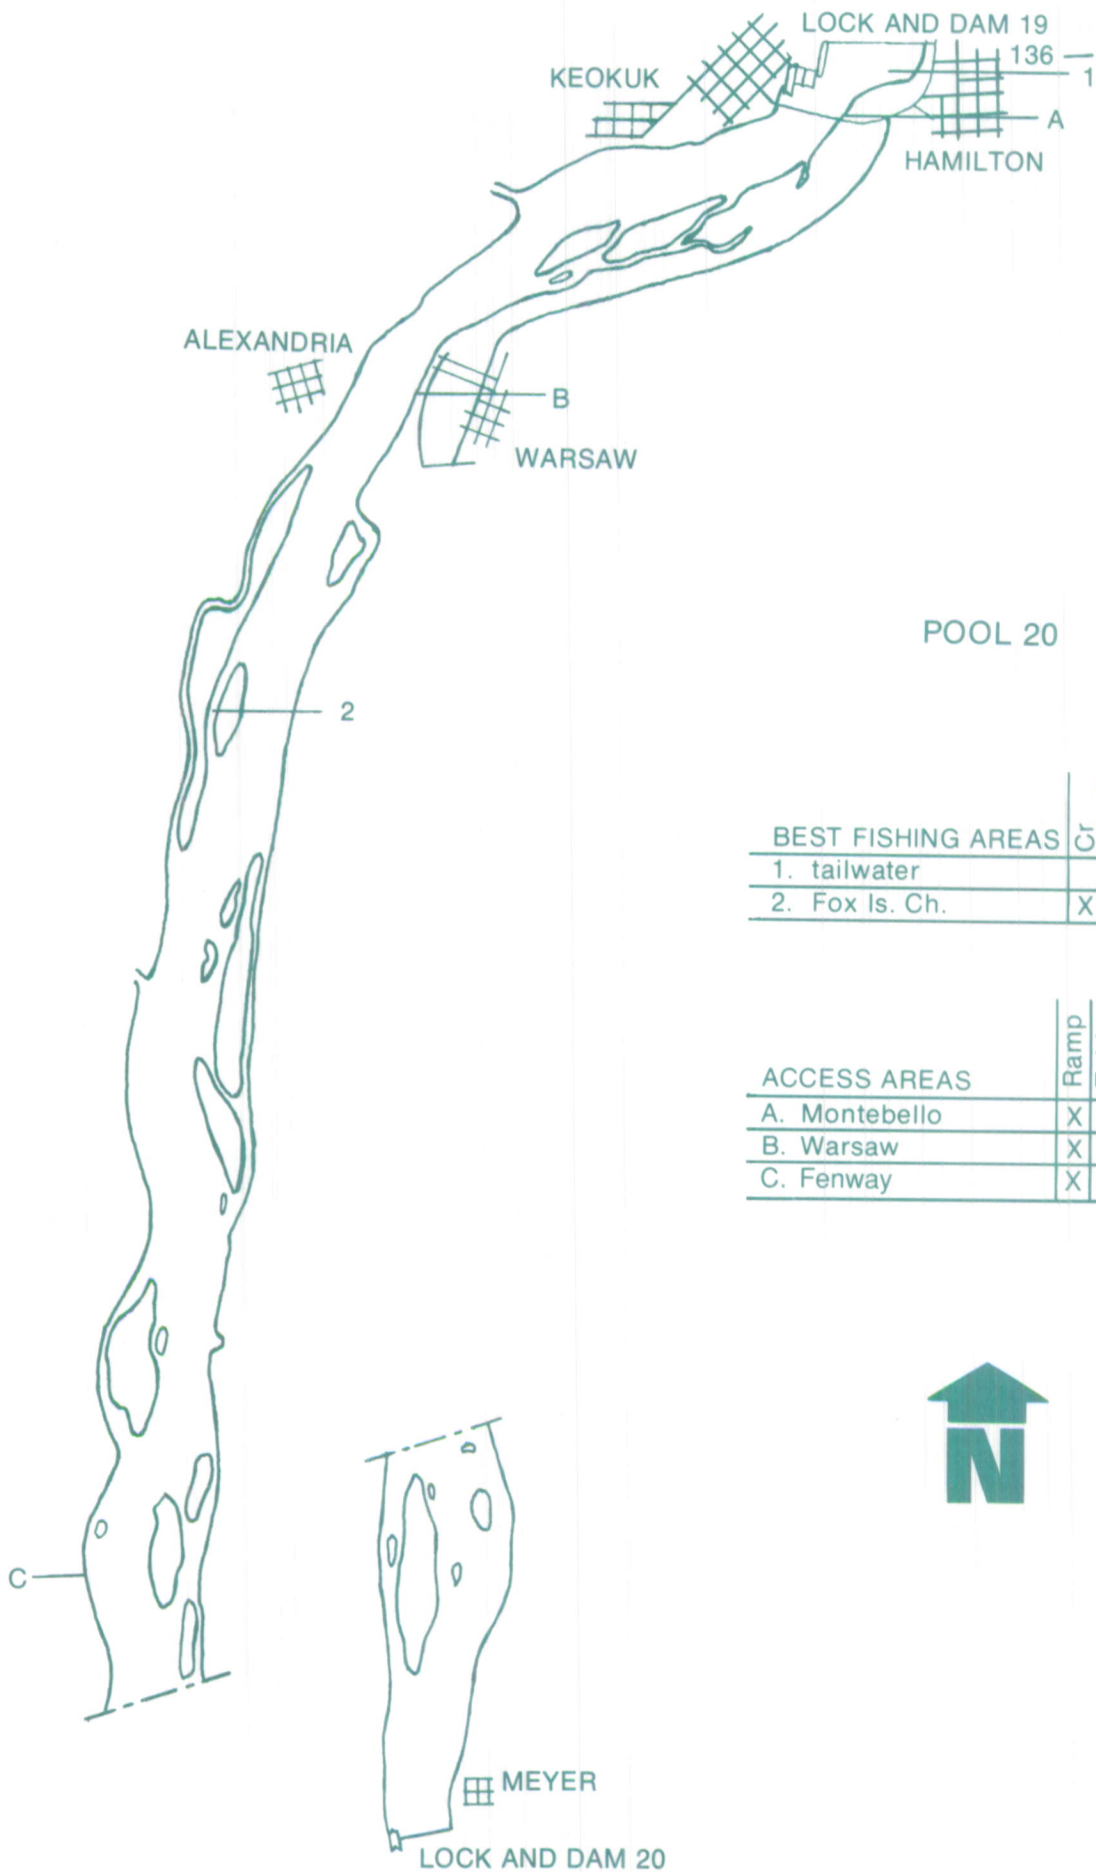 LOCK AND DAM 19
136
KEOKUK
1
A
HAMILTON
ALEXANDRIA
B
WARSAW
POOL 20
2
BEST FISHING AREAS Cr
1. tailwater
2. Fox Is. Ch. X
ACCESS AREAS Ramp
A. Montebello X
B. Warsaw X
C. Fenway X
N
C
MEYER
LOCK AND DAM 20